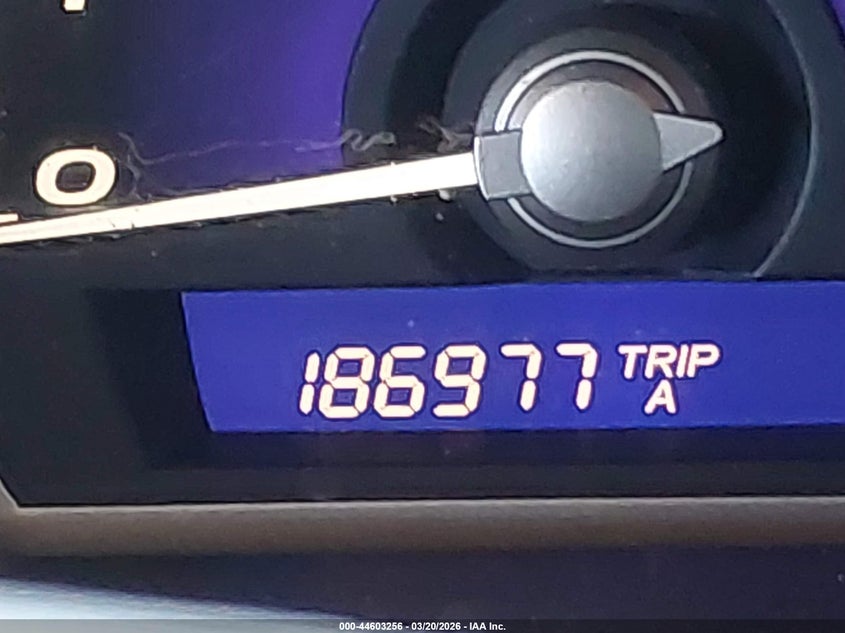 0
186977 TRIP
A
000-44603256 - 03/20/2026 - IAA Inc.